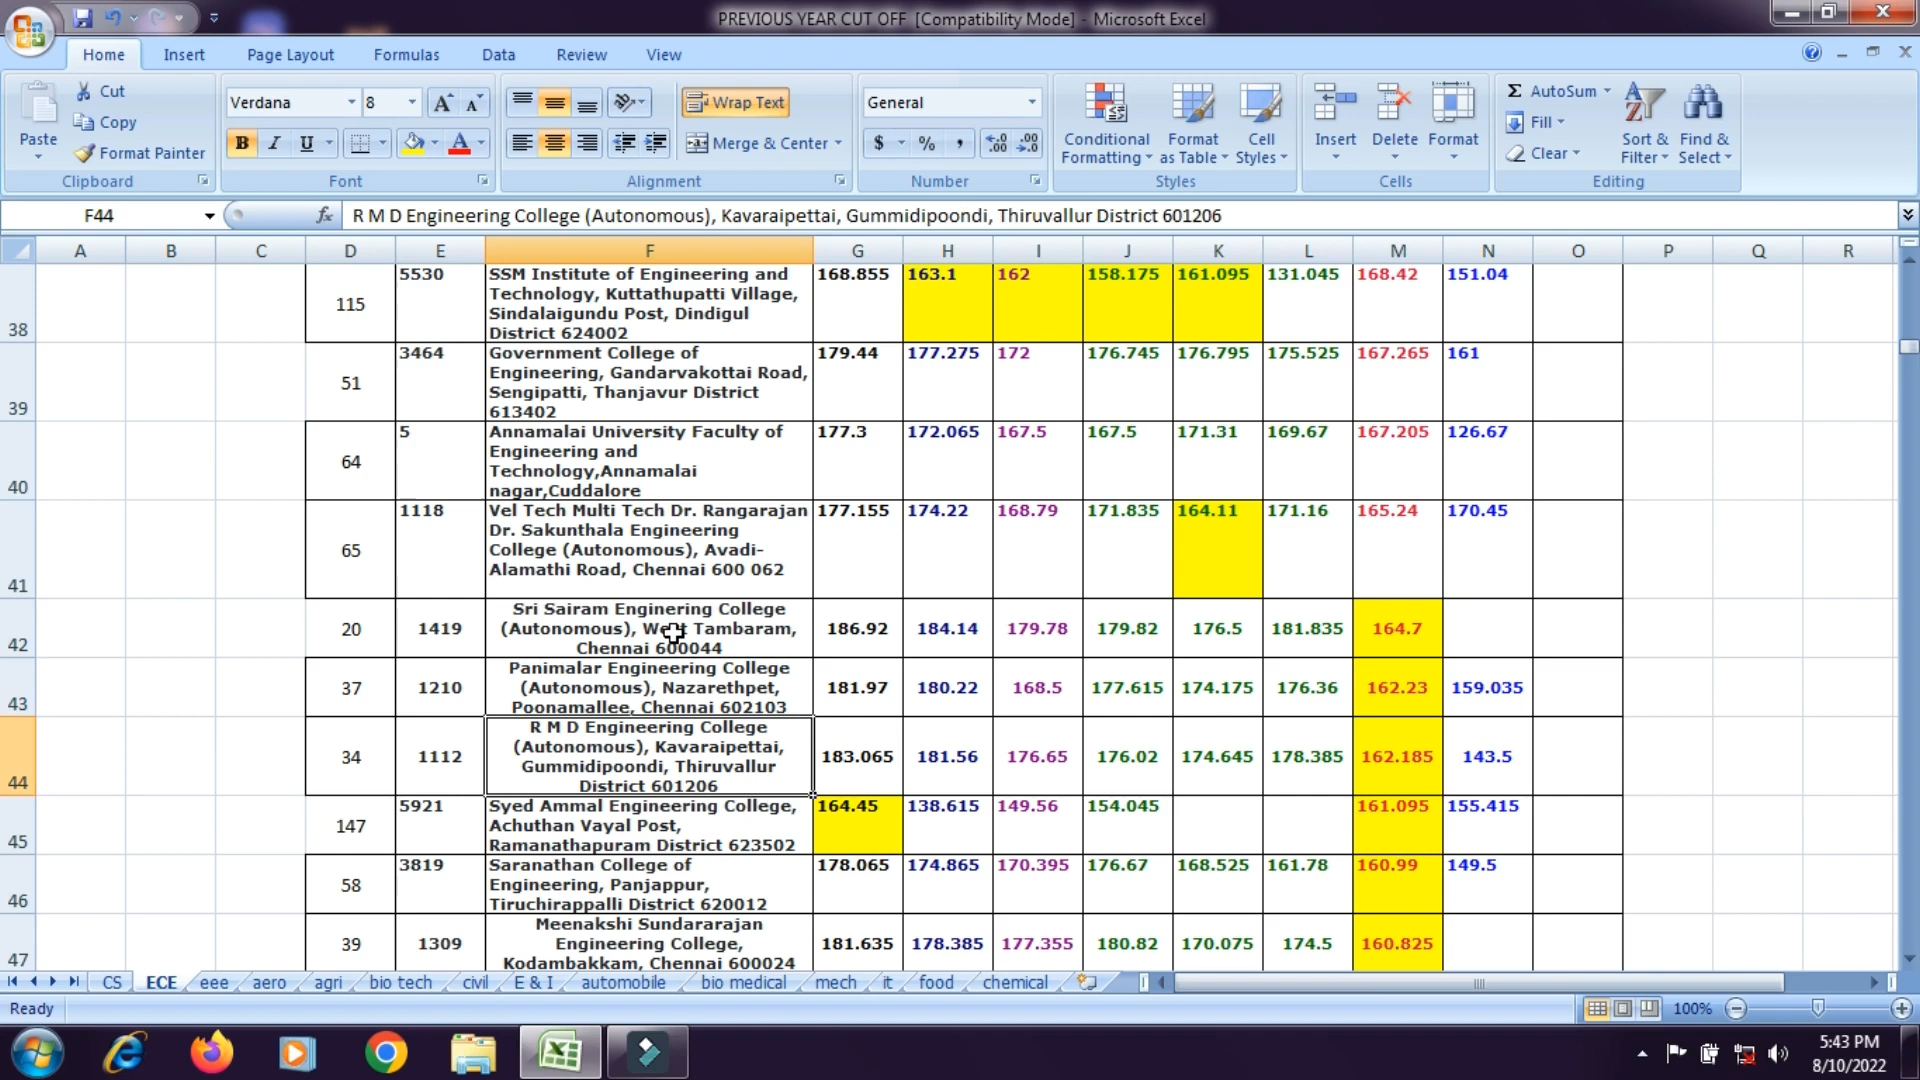 PREVIOUS YEAR CUT OFF [Compatibility Mode] - Microsoft Excel
Home Insert Page Layout Formulas Data Review View
Paste
Cut
Copy
Format Painter
Clipboard
Verdana 8
B I U
Font
Wrap Text
Merge & Center
Alignment
General
$ % ,
Number
Conditional Formatting
Format as Table
Cell Styles
Styles
Insert Delete Format
Cells
AutoSum
Fill
Clear
Sort & Filter
Find & Select
Editing
F44 fx R M D Engineering College (Autonomous), Kavaraipettai, Gummidipoondi, Thiruvallur District 601206
A B C D E F G H I J K L M N O P Q R
38 115 5530 SSM Institute of Engineering and 168.855 163.1 162 158.175 161.095 131.045 168.42 151.04
Technology, Kuttathupatti Village,
Sindalaigundu Post, Dindigul
District 624002
39 51 3464 Government College of 179.44 177.275 172 176.745 176.795 175.525 167.265 161
Engineering, Gandarvakottai Road,
Sengipatti, Thanjavur District
613402
40 64 5 Annamalai University Faculty of 177.3 172.065 167.5 167.5 171.31 169.67 167.205 126.67
Engineering and
Technology,Annamalai
nagar,Cuddalore
41 65 1118 Vel Tech Multi Tech Dr. Rangarajan 177.155 174.22 168.79 171.835 164.11 171.16 165.24 170.45
Dr. Sakunthala Engineering
College (Autonomous), Avadi-
Alamathi Road, Chennai 600 062
42 20 1419 Sri Sairam Enginering College 186.92 184.14 179.78 179.82 176.5 181.835 164.7
(Autonomous), West Tambaram,
Chennai 600044
43 37 1210 Panimalar Engineering College 181.97 180.22 168.5 177.615 174.175 176.36 162.23 159.035
(Autonomous), Nazarethpet,
Poonamallee, Chennai 602103
44 34 1112 R M D Engineering College 183.065 181.56 176.65 176.02 174.645 178.385 162.185 143.5
(Autonomous), Kavaraipettai,
Gummidipoondi, Thiruvallur
District 601206
45 147 5921 Syed Ammal Engineering College, 164.45 138.615 149.56 154.045 161.095 155.415
Achuthan Vayal Post,
Ramanathapuram District 623502
46 58 3819 Saranathan College of 178.065 174.865 170.395 176.67 168.525 161.78 160.99 149.5
Engineering, Panjappur,
Tiruchirappalli District 620012
47 39 1309 Meenakshi Sundararajan 181.635 178.385 177.355 180.82 170.075 174.5 160.825
Engineering College,
Kodambakkam, Chennai 600024
CS ECE eee aero agri bio tech civil E & I automobile bio medical mech it food chemical
Ready 100%
5:43 PM
8/10/2022